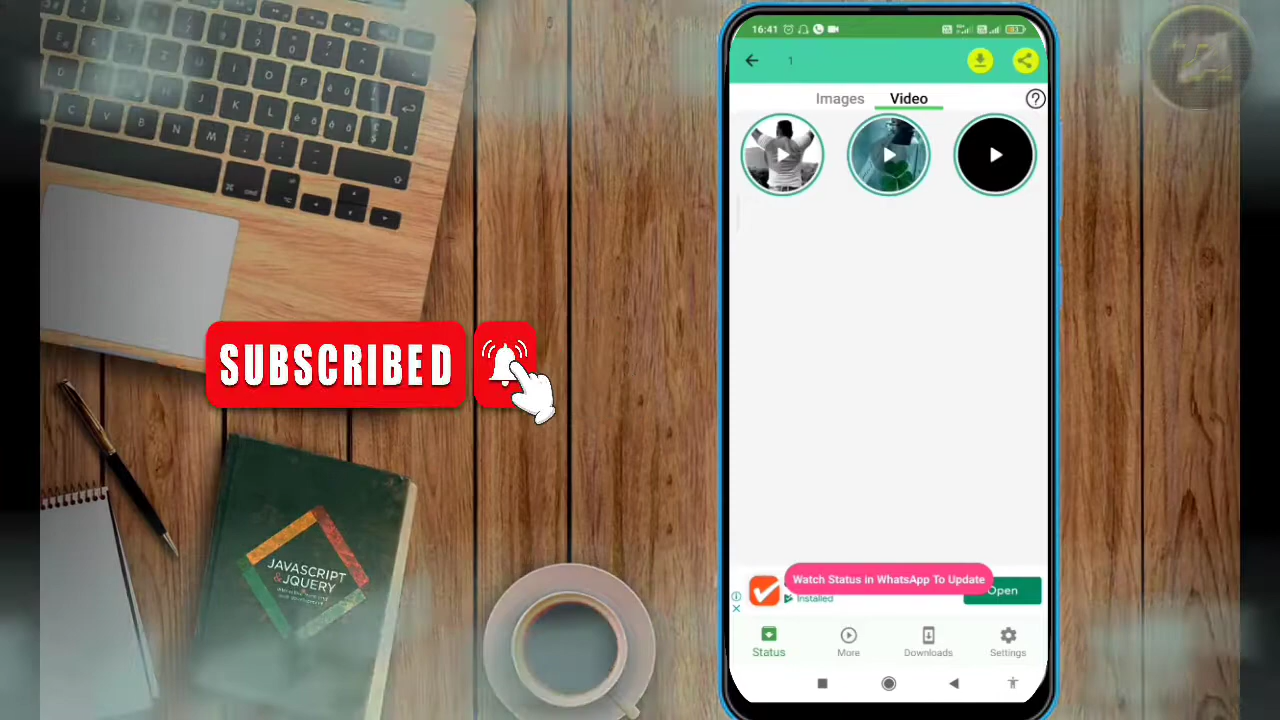 16:41
1
Images
Video
SUBSCRIBED
JAVASCRIPT
& JQUERY
Watch Status in WhatsApp To Update
Installed
Open
Status
More
Downloads
Settings